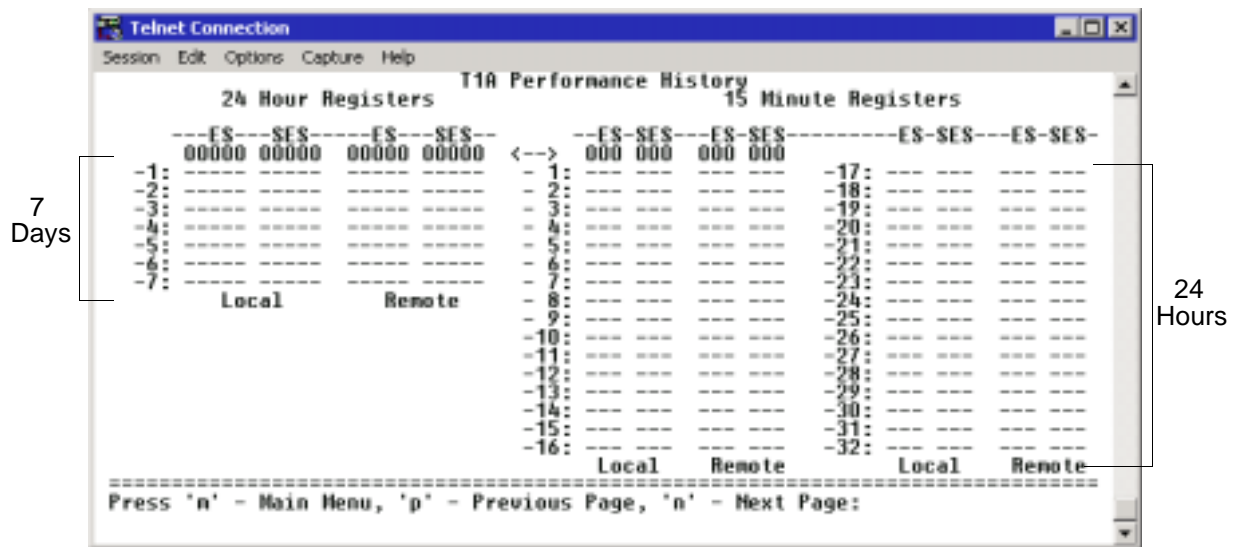 Telnet Connection
Session Edit Options Capture Help
T1A Performance History
24 Hour Registers 15 Minute Registers
---ES---SES-----ES---SES-- --ES-SES---ES-SES---------ES-SES---ES-SES-
00000 00000 00000 00000 <--> 000 000 000 000
-1: ----- ----- ----- ----- - 1: --- --- --- --- -17: --- --- --- ---
-2: ----- ----- ----- ----- - 2: --- --- --- --- -18: --- --- --- ---
-3: ----- ----- ----- ----- - 3: --- --- --- --- -19: --- --- --- ---
-4: ----- ----- ----- ----- - 4: --- --- --- --- -20: --- --- --- ---
-5: ----- ----- ----- ----- - 5: --- --- --- --- -21: --- --- --- ---
-6: ----- ----- ----- ----- - 6: --- --- --- --- -22: --- --- --- ---
-7: ----- ----- ----- ----- - 7: --- --- --- --- -23: --- --- --- ---
Local Remote - 8: --- --- --- --- -24: --- --- --- ---
- 9: --- --- --- --- -25: --- --- --- ---
-10: --- --- --- --- -26: --- --- --- ---
-11: --- --- --- --- -27: --- --- --- ---
-12: --- --- --- --- -28: --- --- --- ---
-13: --- --- --- --- -29: --- --- --- ---
-14: --- --- --- --- -30: --- --- --- ---
-15: --- --- --- --- -31: --- --- --- ---
-16: --- --- --- --- -32: --- --- --- ---
Local Remote Local Remote
Press 'm' - Main Menu, 'p' - Previous Page, 'n' - Next Page:
7
Days
24
Hours